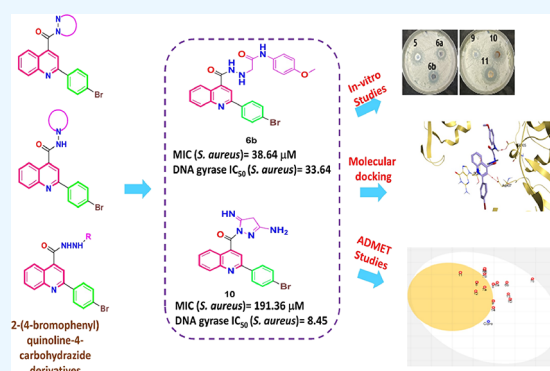 O
N
N
N
Br
O
N
NH
N
Br
O
NHNH
R
N
Br
2-(4-bromophenyl)
quinoline-4-
carbohydrazide
derivatives
O
H
N
N
H
H
N
O
O
N
Br
6b
MIC (S. aureus)= 38.64 µM
DNA gyrase IC50 (S. aureus)= 33.64
HN
O
N
N
NH2
N
Br
10
MIC (S. aureus)= 191.36 µM
DNA gyrase IC50 (S. aureus)= 8.45
In-vitro
Studies
Molecular
docking
ADMET
Studies
5 6a
6b
9 10
11